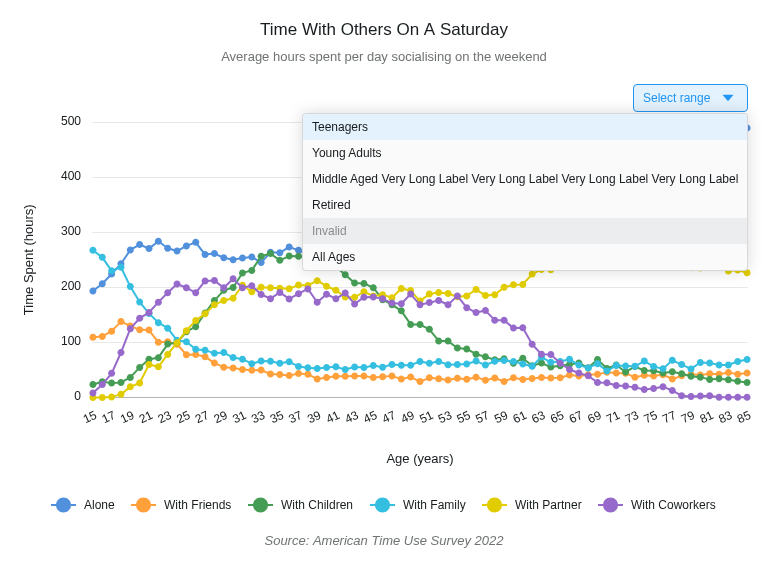 Time With Others On A Saturday
Average hours spent per day socialising on the weekend
Select range
Teenagers
Young Adults
Middle Aged Very Long Label Very Long Label Very Long Label Very Long Label
Retired
Invalid
All Ages
Time Spent (hours)
500
400
300
200
100
0
15 17 19 21 23 25 27 29 31 33 35 37 39 41 43 45 47 49 51 53 55 57 59 61 63 65 67 69 71 73 75 77 79 81 83 85
Age (years)
Alone With Friends With Children With Family With Partner With Coworkers
Source: American Time Use Survey 2022